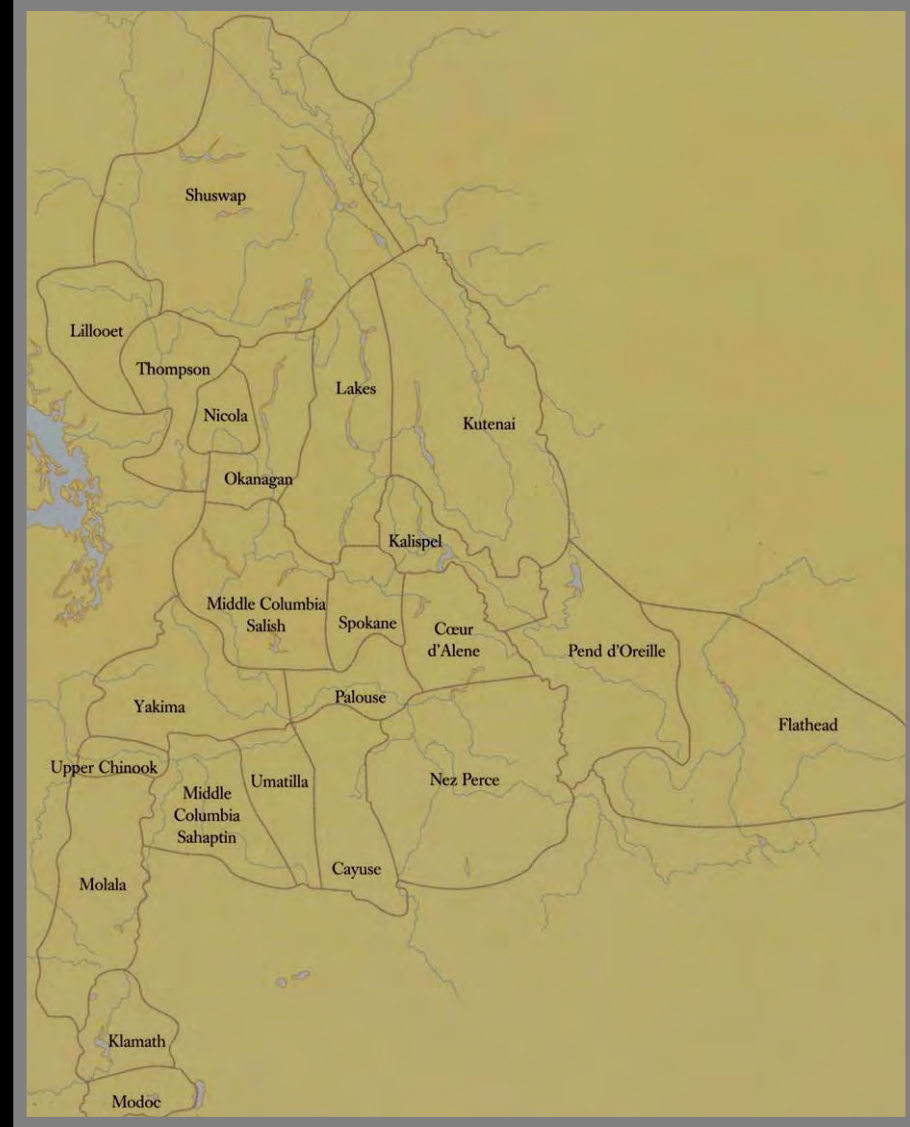 Shuswap
Lillooet
Thompson
Lakes
Nicola
Kutenai
Okanagan
Kalispel
Middle Columbia
Salish
Spokane
Cœur
d'Alene
Pend d'Oreille
Palouse
Yakima
Flathead
Upper Chinook
Umatilla
Nez Perce
Middle
Columbia
Sahaptin
Cayuse
Molala
Klamath
Modoc